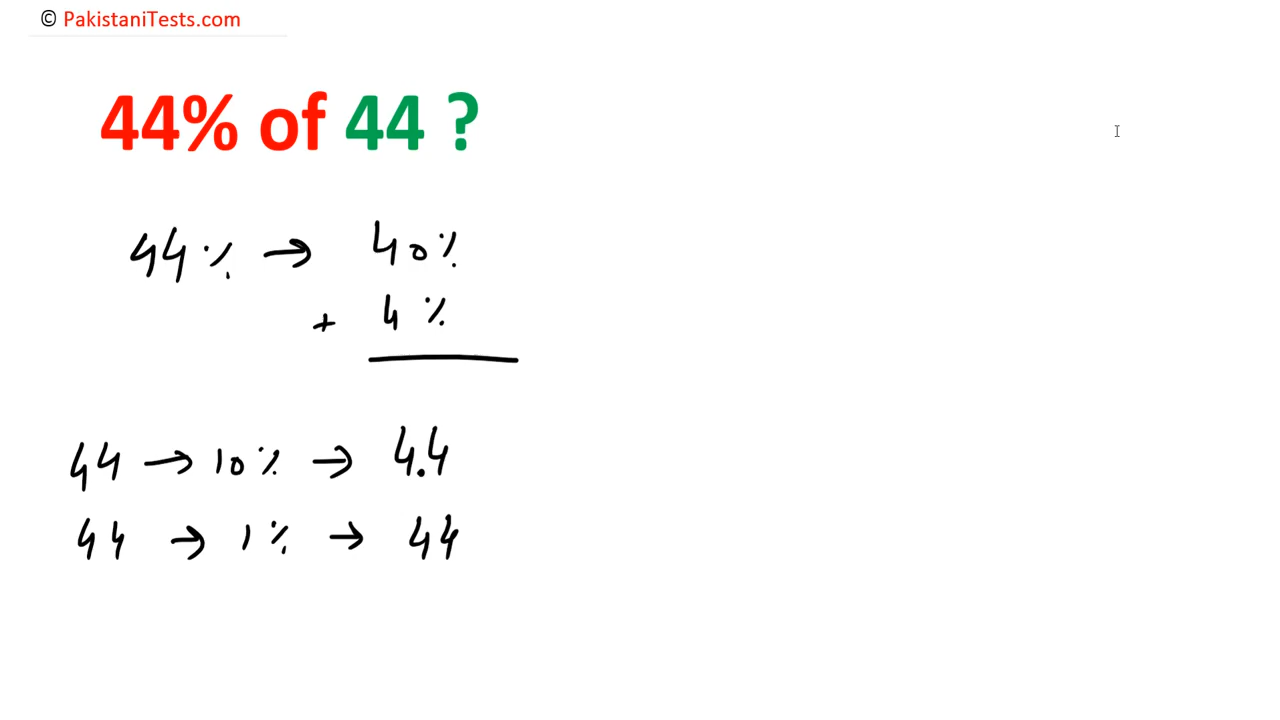 © PakistaniTests.com
44% of 44 ?
44% → 40%
+ 4%
44 → 10% → 4.4
44 → 1% → 44